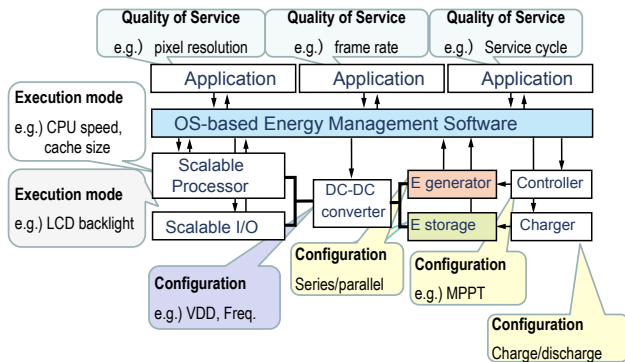 Quality of Service
e.g.) pixel resolution
Quality of Service
e.g.) frame rate
Quality of Service
e.g.) Service cycle
Application
Application
Application
Execution mode
e.g.) CPU speed,
cache size
OS-based Energy Management Software
Scalable
Processor
Execution mode
e.g.) LCD backlight
Scalable I/O
DC-DC
converter
E generator
Controller
E storage
Charger
Configuration
e.g.) VDD, Freq.
Configuration
Series/parallel
Configuration
e.g.) MPPT
Configuration
Charge/discharge